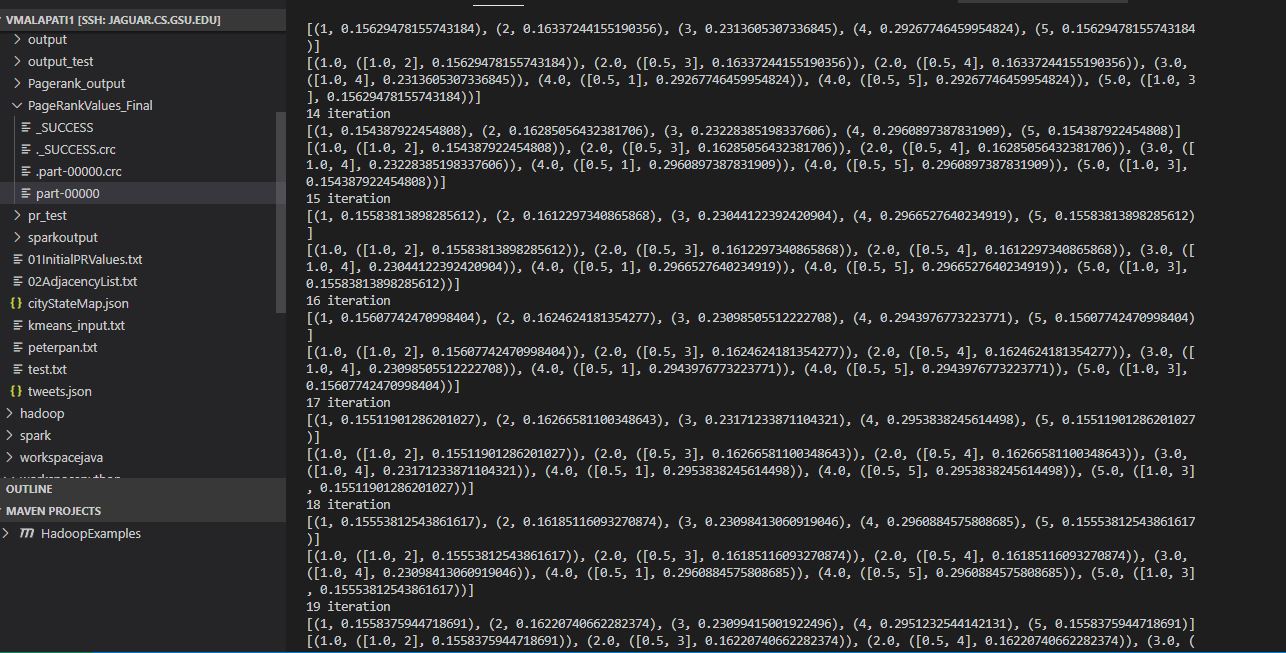 VMALAPATI1 [SSH: JAGUAR.CS.GSU.EDU]
output
output_test
Pagerank_output
PageRankValues_Final
_SUCCESS
._SUCCESS.crc
.part-00000.crc
part-00000
pr_test
sparkoutput
01InitialPRValues.txt
02AdjacencyList.txt
{} cityStateMap.json
kmeans_input.txt
peterpan.txt
test.txt
{} tweets.json
hadoop
spark
workspacejava
OUTLINE
MAVEN PROJECTS
m HadoopExamples
[(1, 0.15629478155743184), (2, 0.16337244155190356), (3, 0.2313605307336845), (4, 0.29267746459954824), (5, 0.15629478155743184
)]
[(1.0, ([1.0, 2], 0.15629478155743184)), (2.0, ([0.5, 3], 0.16337244155190356)), (2.0, ([0.5, 4], 0.16337244155190356)), (3.0,
([1.0, 4], 0.2313605307336845)), (4.0, ([0.5, 1], 0.29267746459954824)), (4.0, ([0.5, 5], 0.29267746459954824)), (5.0, ([1.0, 3
], 0.15629478155743184))]
14 iteration
[(1, 0.154387922454808), (2, 0.16285056432381706), (3, 0.23228385198337606), (4, 0.2960897387831909), (5, 0.154387922454808)]
[(1.0, ([1.0, 2], 0.154387922454808)), (2.0, ([0.5, 3], 0.16285056432381706)), (2.0, ([0.5, 4], 0.16285056432381706)), (3.0, ([
1.0, 4], 0.23228385198337606)), (4.0, ([0.5, 1], 0.2960897387831909)), (4.0, ([0.5, 5], 0.2960897387831909)), (5.0, ([1.0, 3],
0.154387922454808))]
15 iteration
[(1, 0.15583813898285612), (2, 0.1612297340865868), (3, 0.23044122392420904), (4, 0.2966527640234919), (5, 0.15583813898285612)
]
[(1.0, ([1.0, 2], 0.15583813898285612)), (2.0, ([0.5, 3], 0.1612297340865868)), (2.0, ([0.5, 4], 0.1612297340865868)), (3.0, ([
1.0, 4], 0.23044122392420904)), (4.0, ([0.5, 1], 0.2966527640234919)), (4.0, ([0.5, 5], 0.2966527640234919)), (5.0, ([1.0, 3],
0.15583813898285612))]
16 iteration
[(1, 0.15607742470998404), (2, 0.1624624181354277), (3, 0.23098505512222708), (4, 0.2943976773223771), (5, 0.15607742470998404)
]
[(1.0, ([1.0, 2], 0.15607742470998404)), (2.0, ([0.5, 3], 0.1624624181354277)), (2.0, ([0.5, 4], 0.1624624181354277)), (3.0, ([
1.0, 4], 0.23098505512222708)), (4.0, ([0.5, 1], 0.2943976773223771)), (4.0, ([0.5, 5], 0.2943976773223771)), (5.0, ([1.0, 3],
0.15607742470998404))]
17 iteration
[(1, 0.15511901286201027), (2, 0.16266581100348643), (3, 0.23171233871104321), (4, 0.2953838245614498), (5, 0.15511901286201027
)]
[(1.0, ([1.0, 2], 0.15511901286201027)), (2.0, ([0.5, 3], 0.16266581100348643)), (2.0, ([0.5, 4], 0.16266581100348643)), (3.0,
([1.0, 4], 0.23171233871104321)), (4.0, ([0.5, 1], 0.2953838245614498)), (4.0, ([0.5, 5], 0.2953838245614498)), (5.0, ([1.0, 3]
, 0.15511901286201027))]
18 iteration
[(1, 0.15553812543861617), (2, 0.16185116093270874), (3, 0.23098413060919046), (4, 0.2960884575808685), (5, 0.15553812543861617
)]
[(1.0, ([1.0, 2], 0.15553812543861617)), (2.0, ([0.5, 3], 0.16185116093270874)), (2.0, ([0.5, 4], 0.16185116093270874)), (3.0,
([1.0, 4], 0.23098413060919046)), (4.0, ([0.5, 1], 0.2960884575808685)), (4.0, ([0.5, 5], 0.2960884575808685)), (5.0, ([1.0, 3]
, 0.15553812543861617))]
19 iteration
[(1, 0.1558375944718691), (2, 0.16220740662282374), (3, 0.23099415001922496), (4, 0.2951232544142131), (5, 0.1558375944718691)]
[(1.0, ([1.0, 2], 0.1558375944718691)), (2.0, ([0.5, 3], 0.16220740662282374)), (2.0, ([0.5, 4], 0.16220740662282374)), (3.0, (